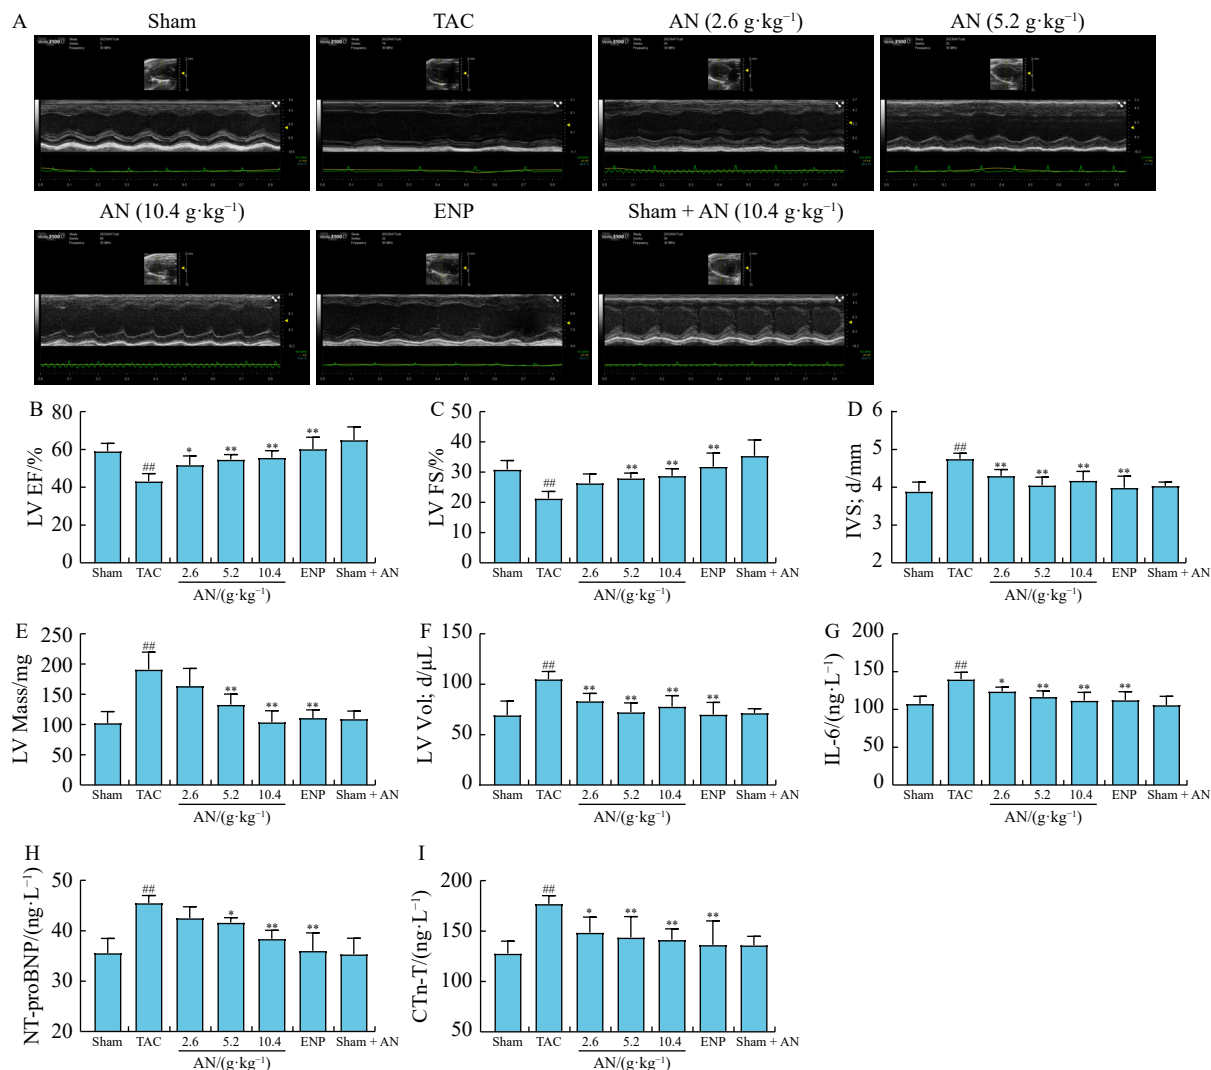 A
Sham
TAC
AN (2.6 g·kg⁻¹)
AN (5.2 g·kg⁻¹)
AN (10.4 g·kg⁻¹)
ENP
Sham + AN (10.4 g·kg⁻¹)
B
LV EF/%
80
60
40
20
0
##
*
**
**
**
Sham TAC 2.6 5.2 10.4 ENP Sham + AN
AN/(g·kg⁻¹)
C
LV FS/%
50
40
30
20
10
0
##
**
**
**
Sham TAC 2.6 5.2 10.4 ENP Sham + AN
AN/(g·kg⁻¹)
D
IVS; d/mm
6
5
4
3
2
##
**
**
**
**
Sham TAC 2.6 5.2 10.4 ENP Sham + AN
AN/(g·kg⁻¹)
E
LV Mass/mg
250
200
150
100
50
0
##
**
**
**
Sham TAC 2.6 5.2 10.4 ENP Sham + AN
AN/(g·kg⁻¹)
F
LV Vol; d/μL
150
100
50
0
##
**
**
**
**
Sham TAC 2.6 5.2 10.4 ENP Sham + AN
AN/(g·kg⁻¹)
G
IL-6/(ng·L⁻¹)
200
150
100
50
0
##
*
**
**
**
Sham TAC 2.6 5.2 10.4 ENP Sham + AN
AN/(g·kg⁻¹)
H
NT-proBNP/(ng·L⁻¹)
50
40
30
20
##
*
**
**
Sham TAC 2.6 5.2 10.4 ENP Sham + AN
AN/(g·kg⁻¹)
I
CTn-T/(ng·L⁻¹)
200
150
100
50
##
*
**
**
**
Sham TAC 2.6 5.2 10.4 ENP Sham + AN
AN/(g·kg⁻¹)